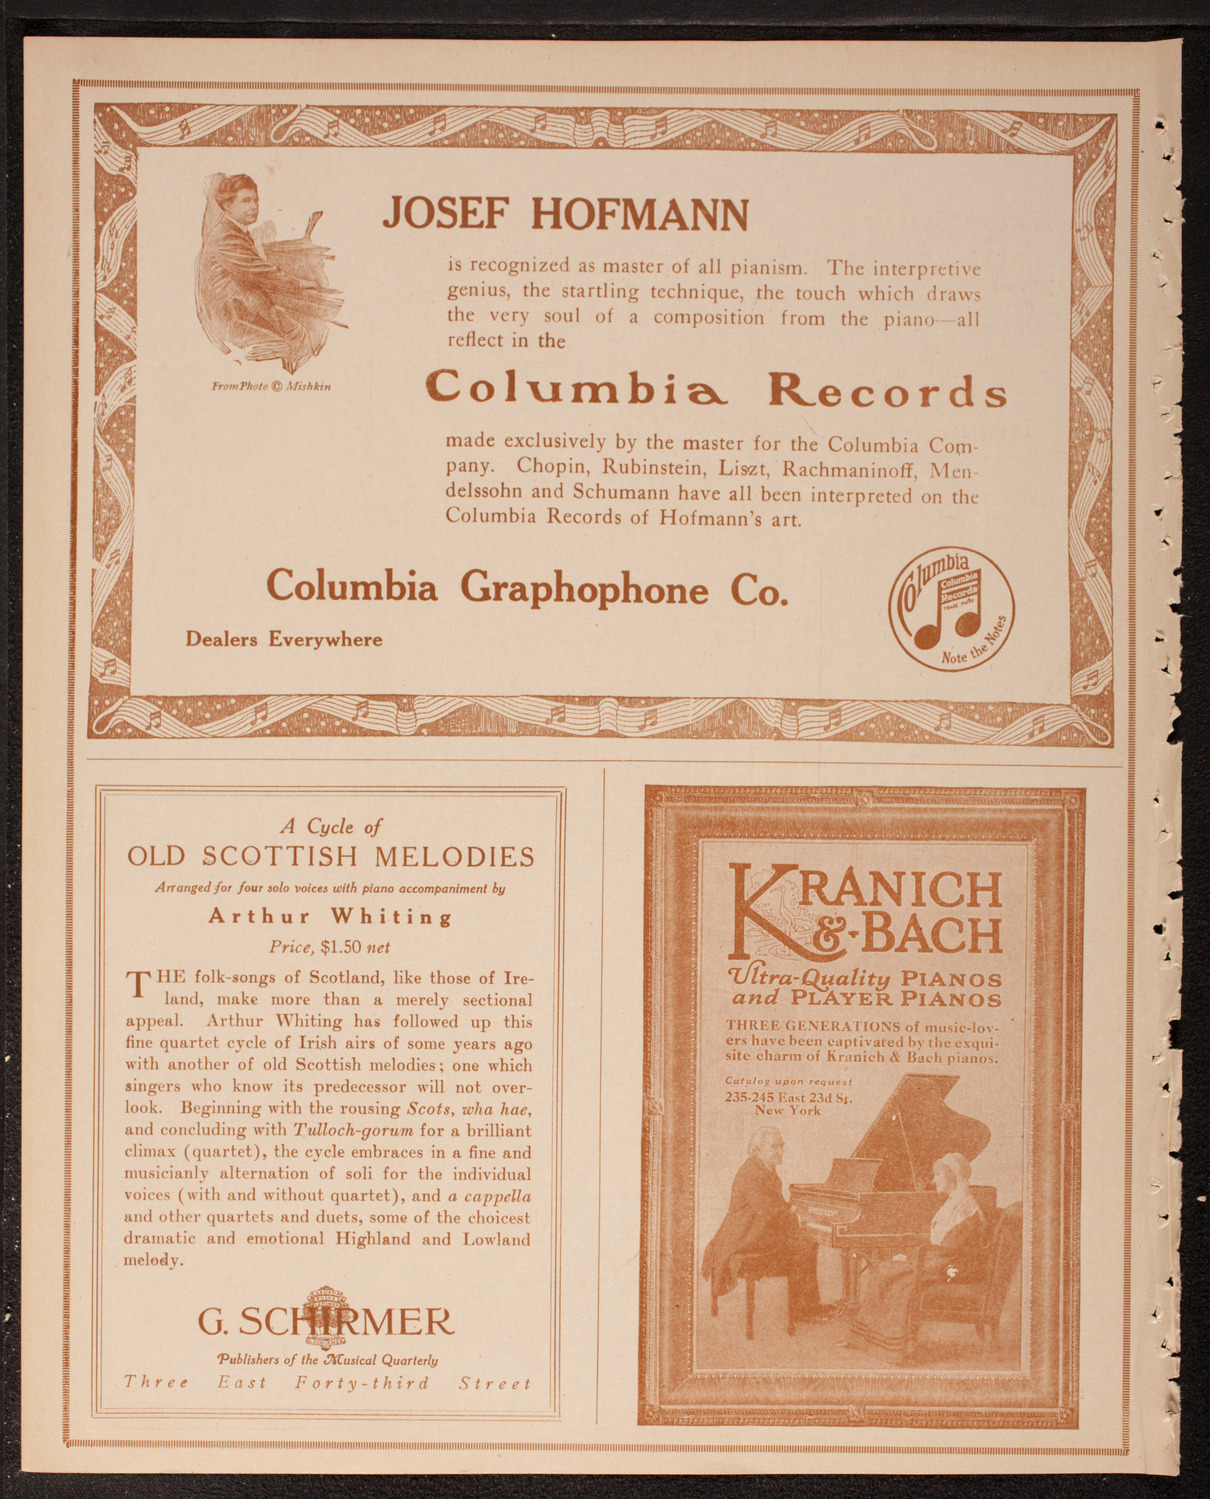 JOSEF HOFMANN
is recognized as master of all pianism. The interpretive
genius, the startling technique, the touch which draws
the very soul of a composition from the piano—all
reflect in the
From Photo © Mishkin
Columbia Records
made exclusively by the master for the Columbia Com-
pany. Chopin, Rubinstein, Liszt, Rachmaninoff, Men-
delssohn and Schumann have all been interpreted on the
Columbia Records of Hofmann's art.
Columbia Graphophone Co.
Dealers Everywhere
Columbia
Columbia
Records
TRADE MARK
Note the Notes
A Cycle of
OLD SCOTTISH MELODIES
Arranged for four solo voices with piano accompaniment by
Arthur Whiting
Price, $1.50 net
THE folk-songs of Scotland, like those of Ire-
land, make more than a merely sectional
appeal. Arthur Whiting has followed up this
fine quartet cycle of Irish airs of some years ago
with another of old Scottish melodies; one which
singers who know its predecessor will not over-
look. Beginning with the rousing Scots, wha hae,
and concluding with Tulloch-gorum for a brilliant
climax (quartet), the cycle embraces in a fine and
musicianly alternation of soli for the individual
voices (with and without quartet), and a cappella
and other quartets and duets, some of the choicest
dramatic and emotional Highland and Lowland
melody.
G. SCHIRMER
Publishers of the Musical Quarterly
Three East Forty-third Street
KRANICH
&-BACH
Ultra-Quality PIANOS
and PLAYER PIANOS
THREE GENERATIONS of music-lov-
ers have been captivated by the exqui-
site charm of Kranich & Bach pianos.
Catalog upon request
235-245 East 23d St.
New York